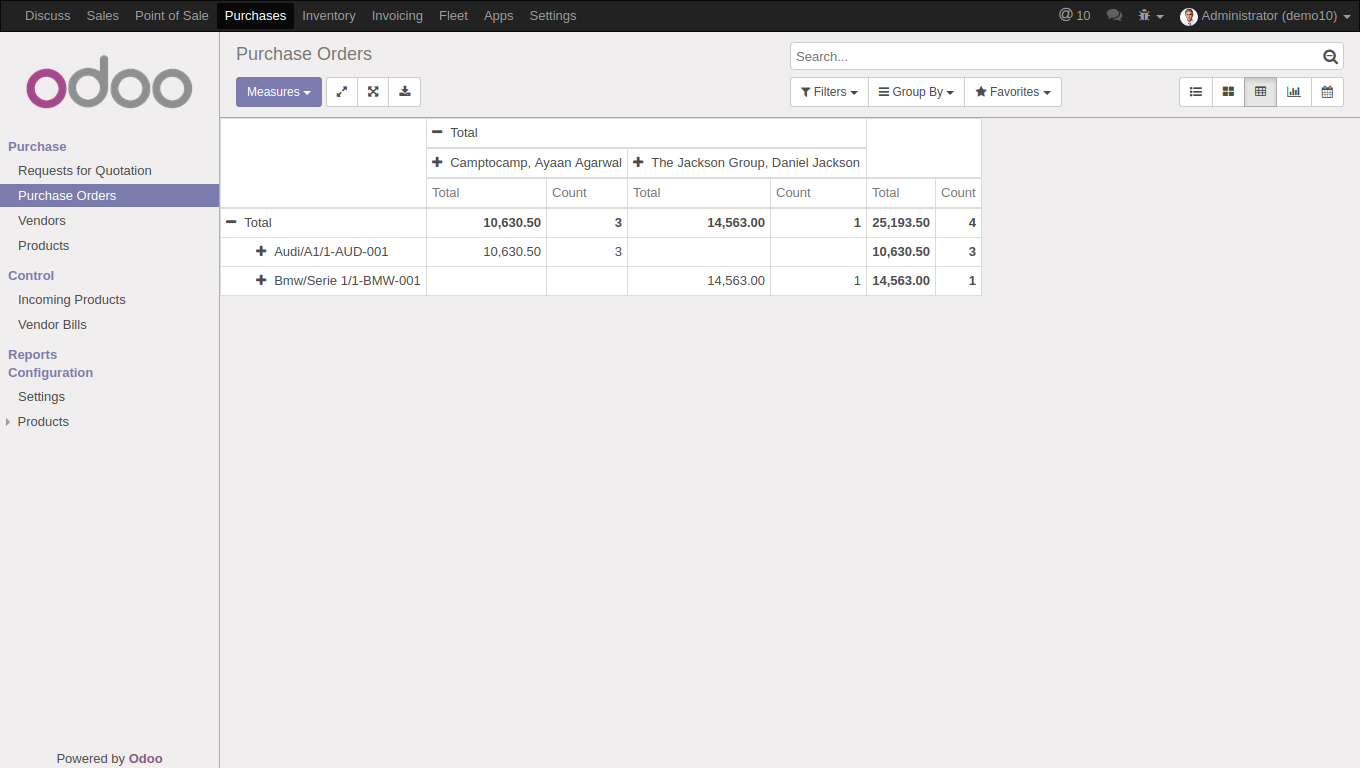 Discuss Sales Point of Sale Purchases Inventory Invoicing Fleet Apps Settings @ 10 Administrator (demo10)
odoo
Purchase
Requests for Quotation
Purchase Orders
Vendors
Products
Control
Incoming Products
Vendor Bills
Reports
Configuration
Settings
Products
Powered by Odoo
Purchase Orders
Search...
Measures
Filters Group By Favorites
Total
Camptocamp, Ayaan Agarwal The Jackson Group, Daniel Jackson
Total Count Total Count Total Count
Total 10,630.50 3 14,563.00 1 25,193.50 4
Audi/A1/1-AUD-001 10,630.50 3 10,630.50 3
Bmw/Serie 1/1-BMW-001 14,563.00 1 14,563.00 1